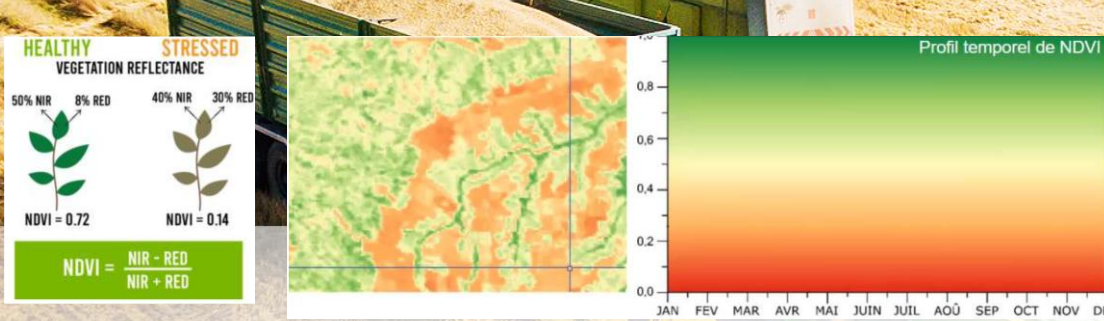 HEALTHY STRESSED
VEGETATION REFLECTANCE
50% NIR 8% RED 40% NIR 30% RED
NDVI = 0.72 NDVI = 0.14
NDVI = NIR - RED
NIR + RED
Profil temporel de NDVI
0,8
0,6
0,4
0,2
0,0
JAN FEV MAR AVR MAI JUIN JUIL AOÛ SEP OCT NOV